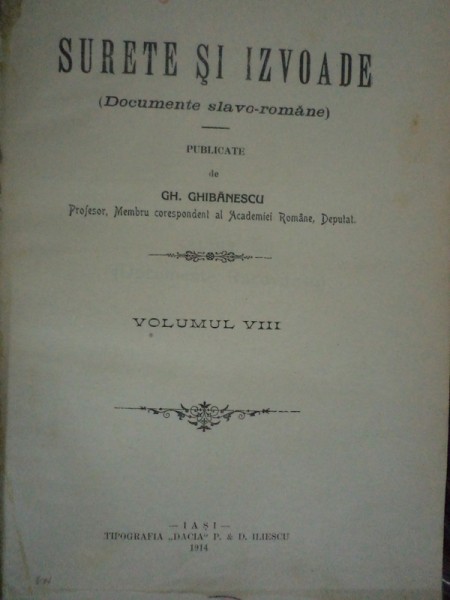 SURETE ŞI IZVOADE
(Documente slavo-române)
PUBLICATE
de
GH. GHIBĂNESCU
Profesor, Membru corespondent al Academiei Române, Deputat.
VOLUMUL VIII
— IAŞI —
TIPOGRAFIA „DACIA” P. & D. ILIESCU
1914